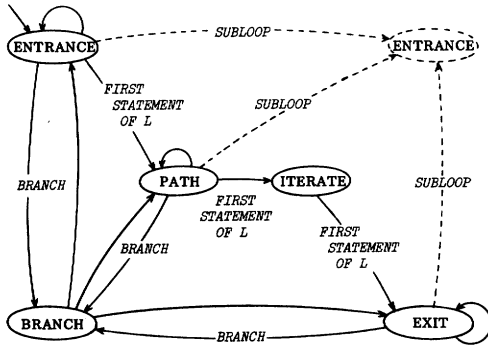 SUBLOOP
ENTRANCE
ENTRANCE
FIRST
STATEMENT
OF L
SUBLOOP
BRANCH
PATH
ITERATE
SUBLOOP
FIRST
STATEMENT
OF L
FIRST
STATEMENT
OF L
BRANCH
BRANCH
EXIT
BRANCH